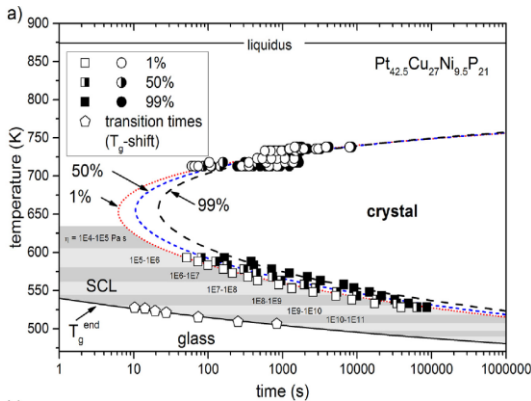 a)
900
850
800
750
700
650
600
550
500
temperature (K)
liquidus
Pt42.5Cu27Ni9.5P21
1%
50%
99%
transition times
(Tg-shift)
50%
1%
99%
crystal
η = 1E4-1E5 Pa s
1E5-1E6
1E6-1E7
1E7-1E8
SCL
1E8-1E9
1E9-1E10
1E10-1E11
Tg end
glass
1 10 100 1000 10000 100000 1000000
time (s)